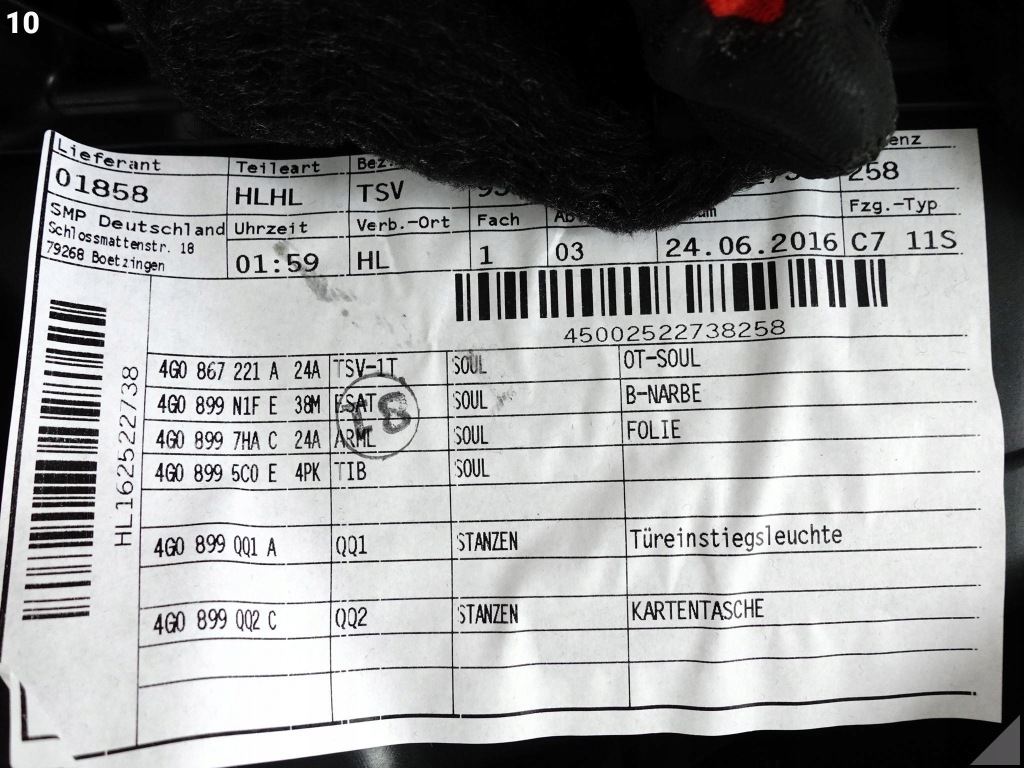 10
Lieferant Teileart Bez.
01858 HLHL TSV 258
SMP Deutschland Uhrzeit Verb.-Ort Fach Fzg.-Typ
Schlossmattenstr. 18
79268 Boetzingen 01:59 HL 1 03 24.06.2016 C7 11S
45002522738258
HL162522738
4G0 867 221 A 24A TSV-1T SOUL OT-SOUL
4G0 899 N1F E 38M FSAT SOUL B-NARBE
4G0 899 7HA C 24A ARML SOUL FOLIE
4G0 899 5C0 E 4PK TIB SOUL
18
4G0 899 QQ1 A QQ1 STANZEN Türeinstiegsleuchte
4G0 899 QQ2 C QQ2 STANZEN KARTENTASCHE